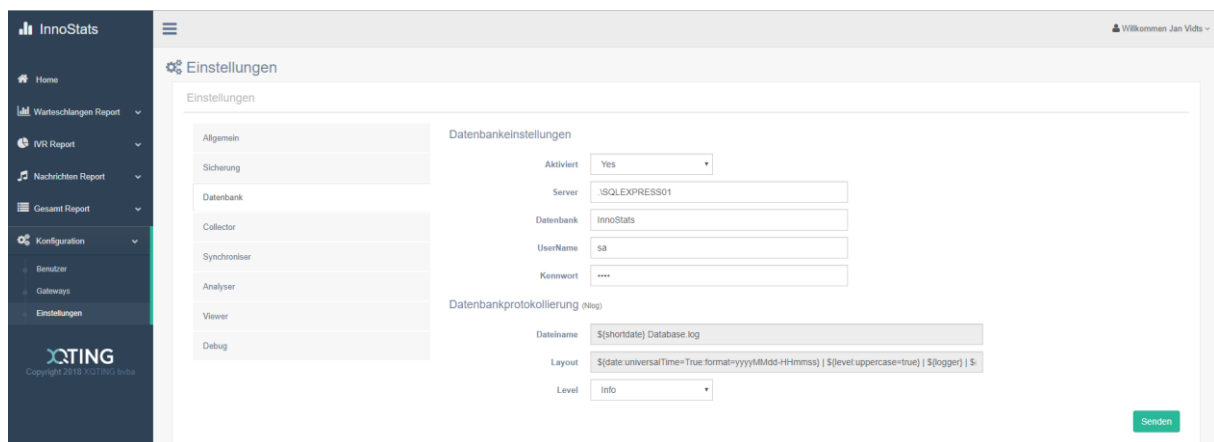 InnoStats
Willkommen Jan Vidts
Home
Warteschlangen Report
IVR Report
Nachrichten Report
Gesamt Report
Konfiguration
Benutzer
Gateways
Einstellungen
XQTING
Copyright 2018 XQTING bvba
Einstellungen
Einstellungen
Allgemein
Sicherung
Datenbank
Collector
Synchroniser
Analyser
Viewer
Debug
Datenbankeinstellungen
Aktiviert Yes
Server .\SQLEXPRESS01
Datenbank InnoStats
UserName sa
Kennwort ••••
Datenbankprotokollierung (Nlog)
Dateiname ${shortdate} Database.log
Layout ${date:universalTime=True:format=yyyyMMdd-HHmmss} | ${level:uppercase=true} | ${logger} | $
Level Info
Senden